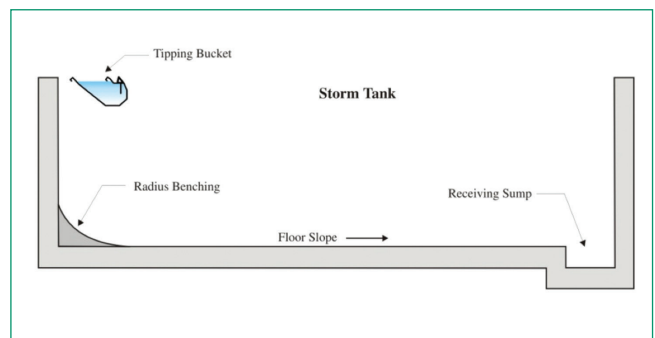 Tipping Bucket
Storm Tank
Radius Benching
Receiving Sump
Floor Slope